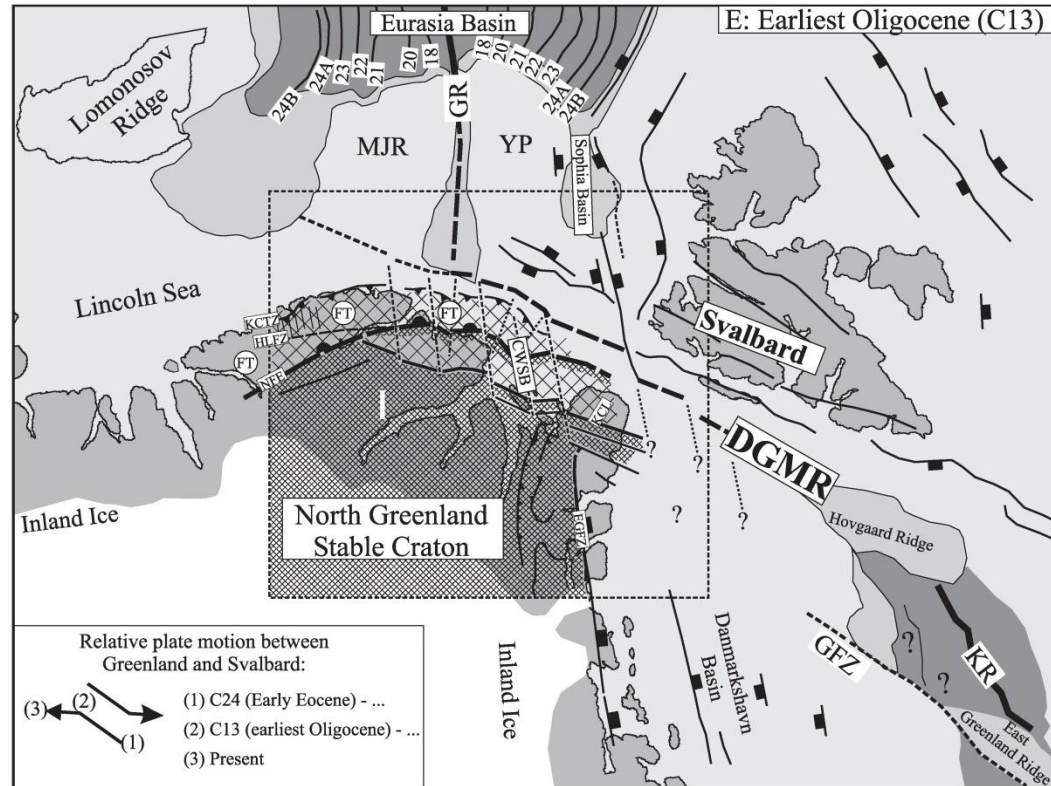 E: Earliest Oligocene (C13)
Eurasia Basin
Lomonosov
Ridge
24B
24A
23
22
21
20
18
GR
18
20
21
22
23
24A
24B
MJR
YP
Sophia Basin
Lincoln Sea
KCTZ
HLFZ
NFF
FT
FT
FT
CWSB
KCL
Svalbard
I
DGMR
?
?
?
?
Inland Ice
North Greenland
Stable Craton
EGFZ
Hovgaard Ridge
Inland Ice
Danmarkshavn
Basin
GFZ
?
?
KR
East
Greenland Ridge
Relative plate motion between
Greenland and Svalbard:
(3)
(2)
(1)
(1) C24 (Early Eocene) - ...
(2) C13 (earliest Oligocene) - ...
(3) Present